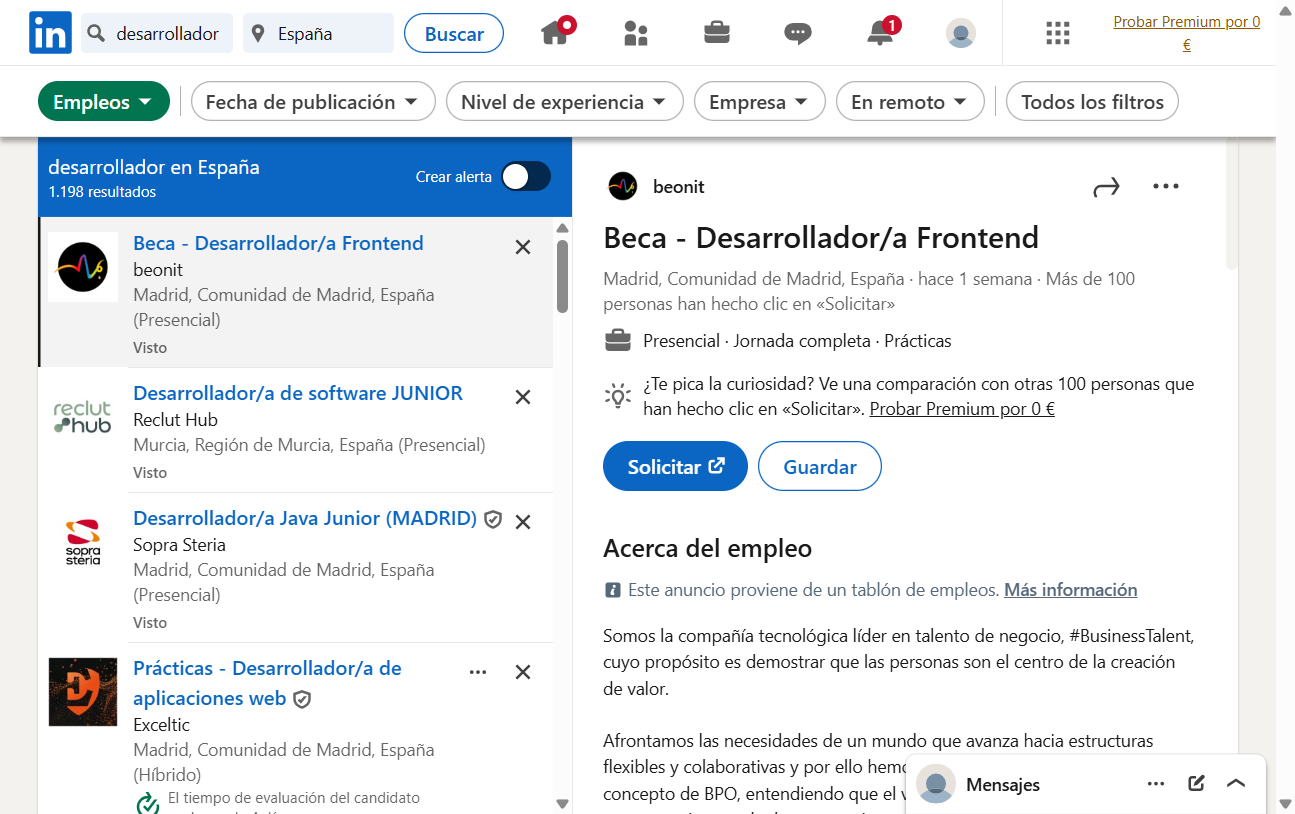 in
desarrollador
España
Buscar
1
Probar Premium por 0
€
Empleos
Fecha de publicación
Nivel de experiencia
Empresa
En remoto
Todos los filtros
desarrollador en España
1.198 resultados
Crear alerta
Beca - Desarrollador/a Frontend
beonit
Madrid, Comunidad de Madrid, España
(Presencial)
Visto
reclut
hub
Desarrollador/a de software JUNIOR
Reclut Hub
Murcia, Región de Murcia, España (Presencial)
Visto
sopra
steria
Desarrollador/a Java Junior (MADRID)
Sopra Steria
Madrid, Comunidad de Madrid, España
(Presencial)
Visto
Prácticas - Desarrollador/a de
aplicaciones web
Exceltic
Madrid, Comunidad de Madrid, España
(Híbrido)
El tiempo de evaluación del candidato
beonit
Beca - Desarrollador/a Frontend
Madrid, Comunidad de Madrid, España · hace 1 semana · Más de 100
personas han hecho clic en «Solicitar»
Presencial · Jornada completa · Prácticas
¿Te pica la curiosidad? Ve una comparación con otras 100 personas que
han hecho clic en «Solicitar». Probar Premium por 0 €
Solicitar
Guardar
Acerca del empleo
Este anuncio proviene de un tablón de empleos. Más información
Somos la compañía tecnológica líder en talento de negocio, #BusinessTalent,
cuyo propósito es demostrar que las personas son el centro de la creación
de valor.
Afrontamos las necesidades de un mundo que avanza hacia estructuras
flexibles y colaborativas y por ello hemo
concepto de BPO, entendiendo que el v
Mensajes